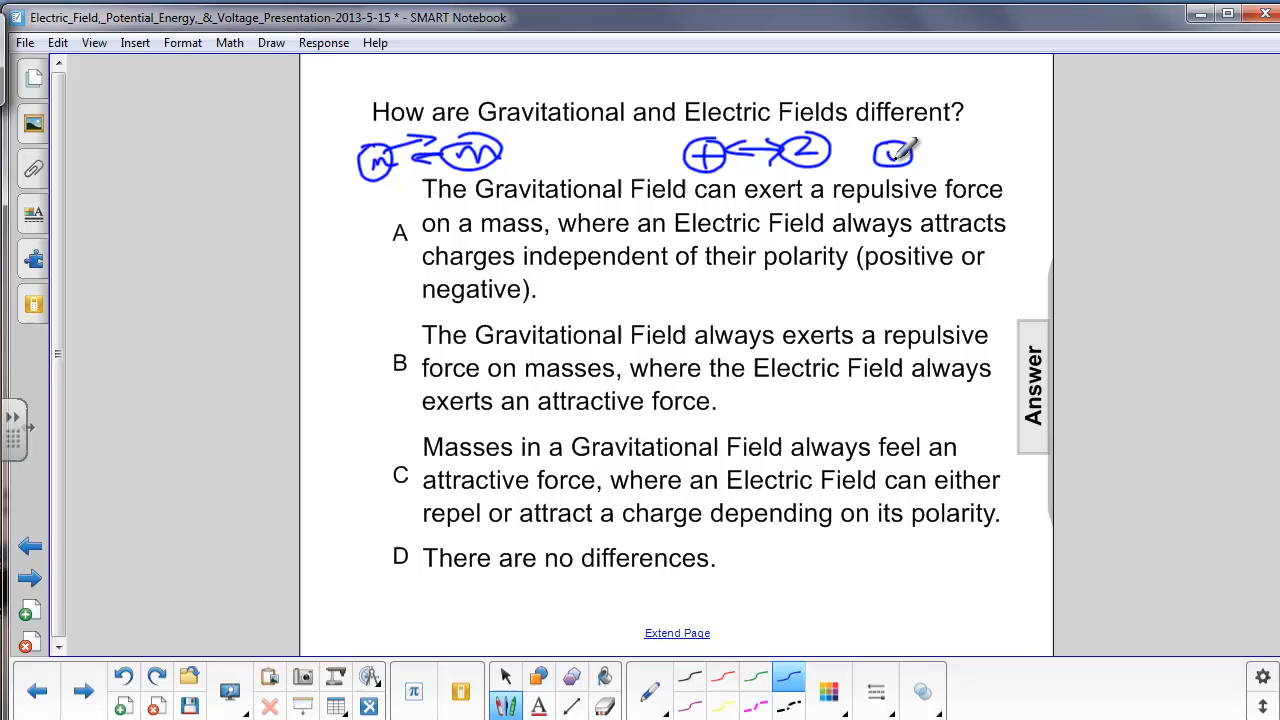 Electric_Field,_Potential_Energy,_&_Voltage_Presentation-2013-5-15 * - SMART Notebook
File Edit View Insert Format Math Draw Response Help
How are Gravitational and Electric Fields different?
m m + 
A The Gravitational Field can exert a repulsive force
on a mass, where an Electric Field always attracts
charges independent of their polarity (positive or
negative).
B The Gravitational Field always exerts a repulsive
force on masses, where the Electric Field always
exerts an attractive force.
C Masses in a Gravitational Field always feel an
attractive force, where an Electric Field can either
repel or attract a charge depending on its polarity.
D There are no differences.
Answer
Extend Page
π A